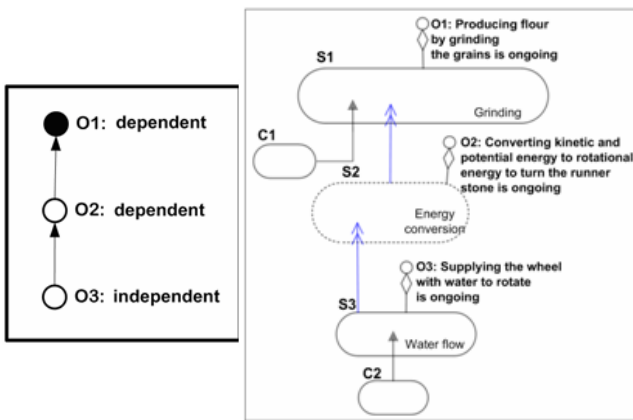 O1: dependent
O2: dependent
O3: independent
O1: Producing flour
by grinding
the grains is ongoing
S1
Grinding
C1
S2
O2: Converting kinetic and
potential energy to rotational
energy to turn the runner
stone is ongoing
Energy
conversion
O3: Supplying the wheel
with water to rotate
is ongoing
S3
Water flow
C2